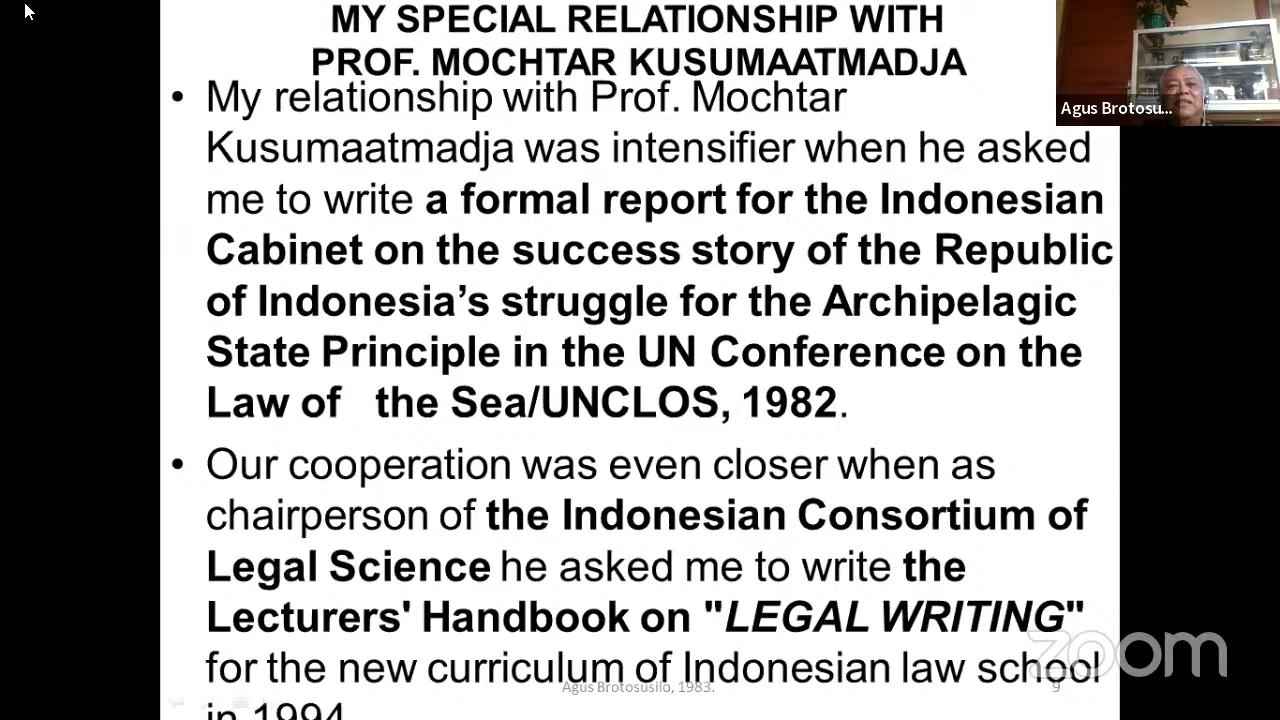 MY SPECIAL RELATIONSHIP WITH
PROF. MOCHTAR KUSUMAATMADJA
• My relationship with Prof. Mochtar
Kusumaatmadja was intensifier when he asked
me to write a formal report for the Indonesian
Cabinet on the success story of the Republic
of Indonesia’s struggle for the Archipelagic
State Principle in the UN Conference on the
Law of the Sea/UNCLOS, 1982.
• Our cooperation was even closer when as
chairperson of the Indonesian Consortium of
Legal Science he asked me to write the
Lecturers' Handbook on "LEGAL WRITING"
for the new curriculum of Indonesian law school
in 1994
Agus Brotosusilo, 1983.
9
Agus Brotosu...
zoom